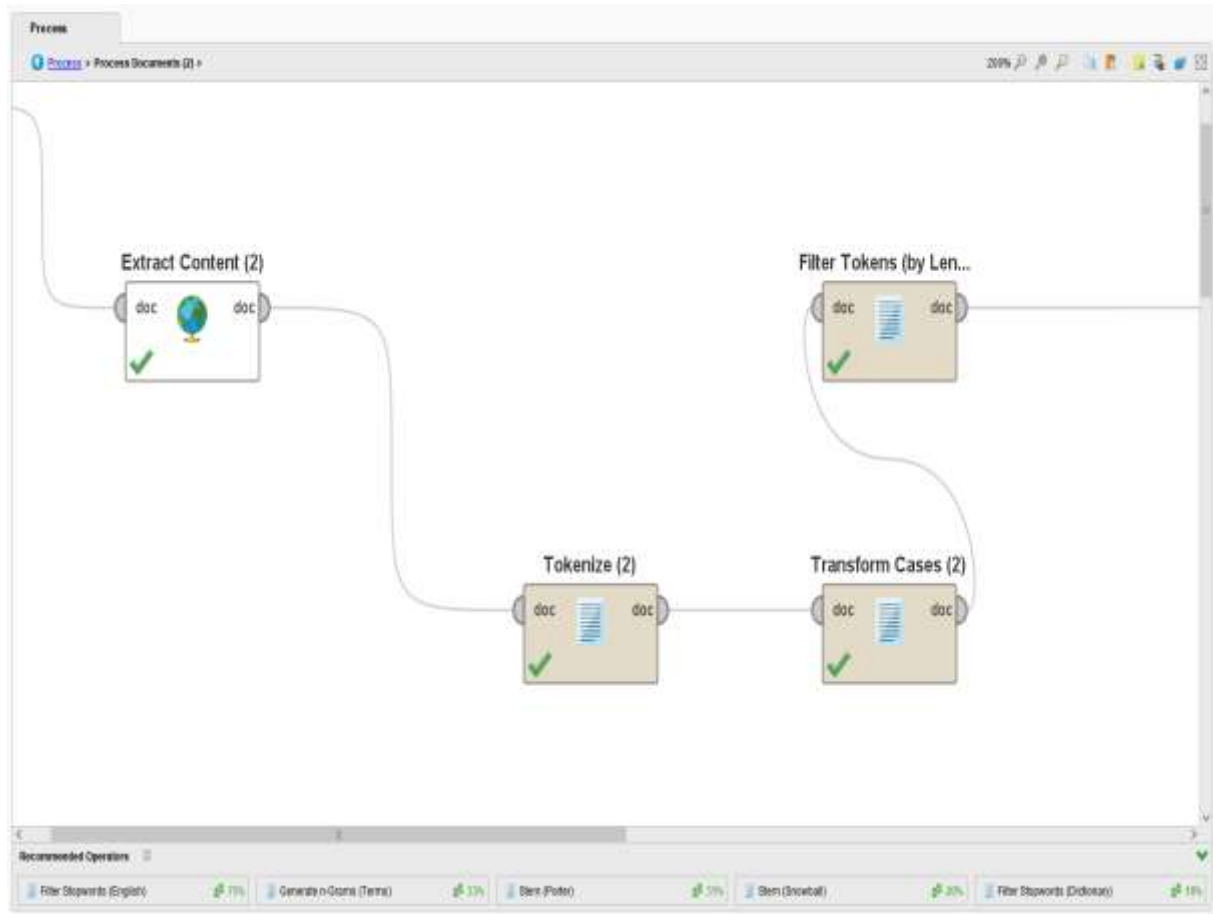 Process
Process › Process Documents (2) ›
200%
Extract Content (2)
doc doc
Filter Tokens (by Len...
doc doc
Tokenize (2)
doc doc
Transform Cases (2)
doc doc
Recommended Operators
Filter Stopwords (English)
Generate n-Grams (Terms)
Stem (Porter)
Stem (Snowball)
Filter Stopwords (Dictionary)